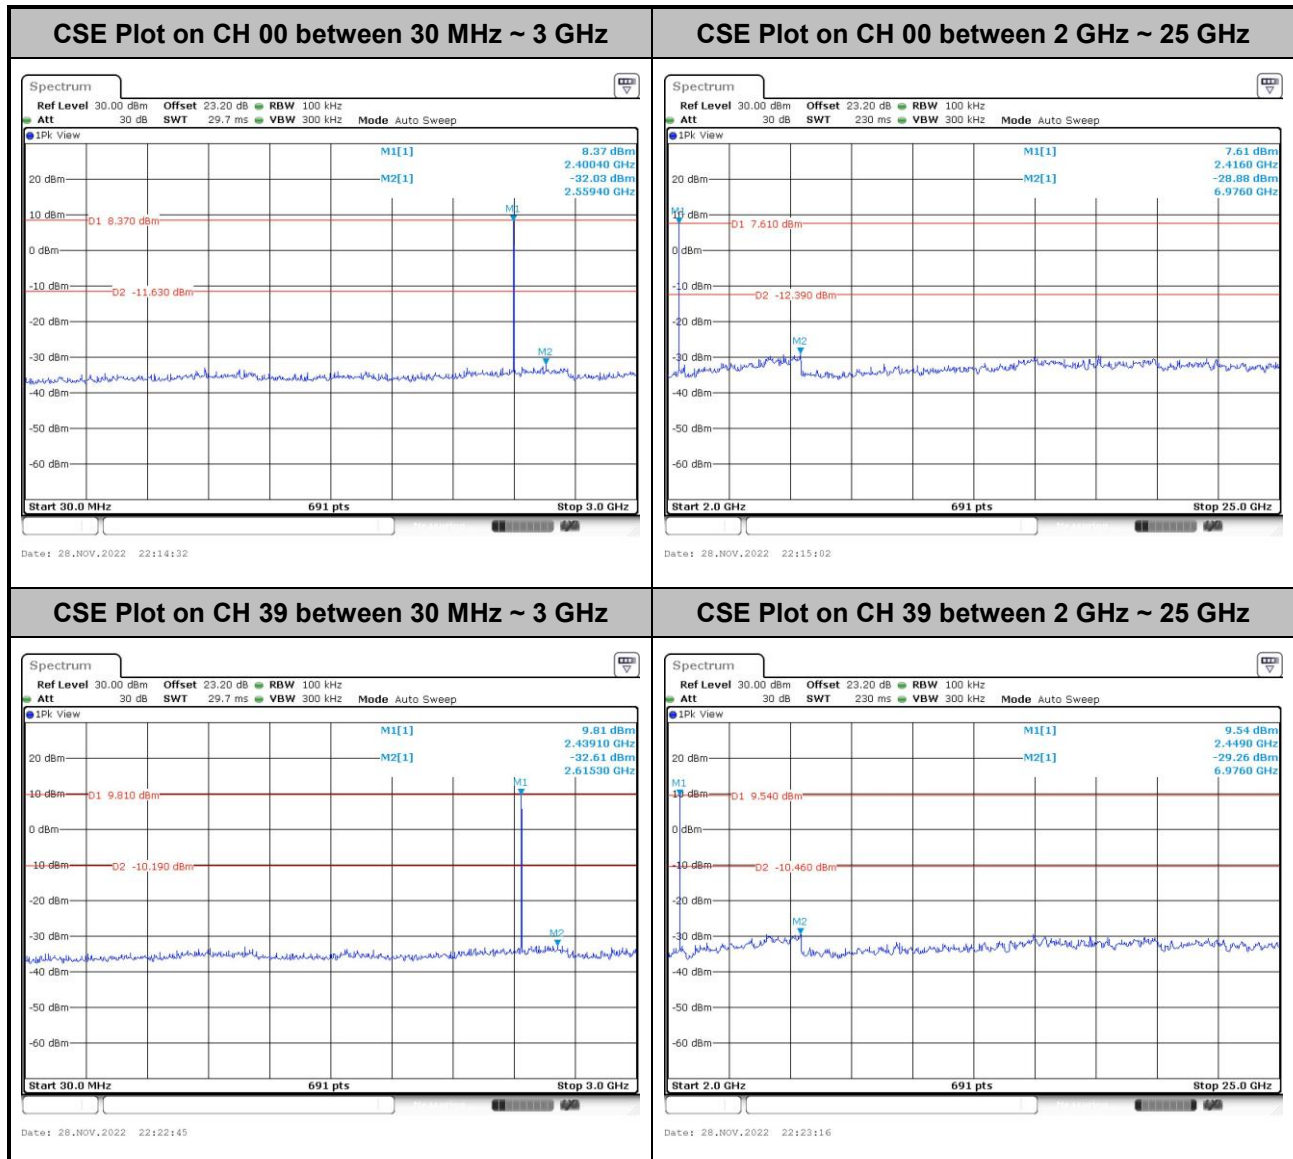 CSE Plot on CH 00 between 30 MHz ~ 3 GHz
Spectrum
Ref Level 30.00 dBm Offset 23.20 dB RBW 100 kHz
Att 30 dB SWT 29.7 ms VBW 300 kHz Mode Auto Sweep
1Pk View
M1[1] 8.37 dBm
2.40040 GHz
M2[1] -32.03 dBm
2.55940 GHz
20 dBm
M1
10 dBm
D1 8.370 dBm
0 dBm
-10 dBm
D2 -11.630 dBm
-20 dBm
-30 dBm
M2
-40 dBm
-50 dBm
-60 dBm
Start 30.0 MHz 691 pts Stop 3.0 GHz
Date: 28.NOV.2022 22:14:32
CSE Plot on CH 00 between 2 GHz ~ 25 GHz
Spectrum
Ref Level 30.00 dBm Offset 23.20 dB RBW 100 kHz
Att 30 dB SWT 230 ms VBW 300 kHz Mode Auto Sweep
1Pk View
M1[1] 7.61 dBm
2.4160 GHz
M2[1] -28.88 dBm
6.9760 GHz
20 dBm
M1
10 dBm
D1 7.610 dBm
0 dBm
-10 dBm
D2 -12.390 dBm
-20 dBm
M2
-30 dBm
-40 dBm
-50 dBm
-60 dBm
Start 2.0 GHz 691 pts Stop 25.0 GHz
Date: 28.NOV.2022 22:15:02
CSE Plot on CH 39 between 30 MHz ~ 3 GHz
Spectrum
Ref Level 30.00 dBm Offset 23.20 dB RBW 100 kHz
Att 30 dB SWT 29.7 ms VBW 300 kHz Mode Auto Sweep
1Pk View
M1[1] 9.81 dBm
2.43910 GHz
M2[1] -32.61 dBm
2.61530 GHz
20 dBm
M1
10 dBm
D1 9.810 dBm
0 dBm
-10 dBm
D2 -10.190 dBm
-20 dBm
-30 dBm
M2
-40 dBm
-50 dBm
-60 dBm
Start 30.0 MHz 691 pts Stop 3.0 GHz
Date: 28.NOV.2022 22:22:45
CSE Plot on CH 39 between 2 GHz ~ 25 GHz
Spectrum
Ref Level 30.00 dBm Offset 23.20 dB RBW 100 kHz
Att 30 dB SWT 230 ms VBW 300 kHz Mode Auto Sweep
1Pk View
M1[1] 9.54 dBm
2.4490 GHz
M2[1] -29.26 dBm
6.9760 GHz
20 dBm
M1
10 dBm
D1 9.540 dBm
0 dBm
-10 dBm
D2 -10.460 dBm
-20 dBm
M2
-30 dBm
-40 dBm
-50 dBm
-60 dBm
Start 2.0 GHz 691 pts Stop 25.0 GHz
Date: 28.NOV.2022 22:23:16